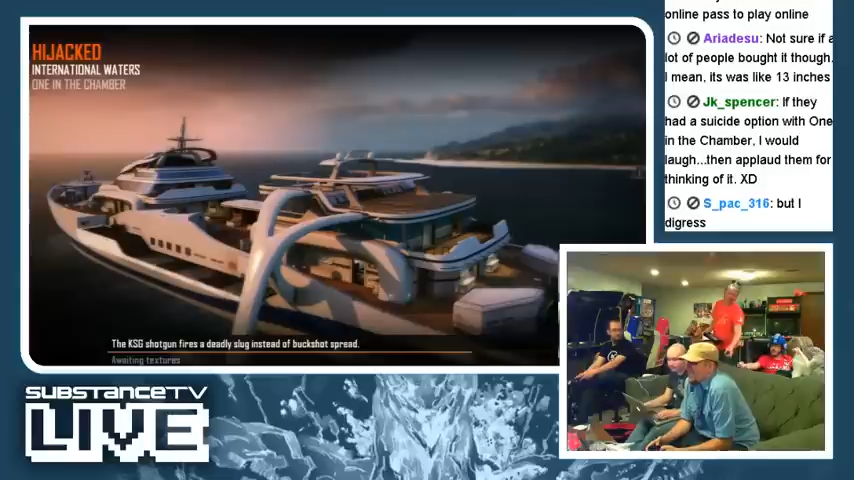 online pass to play online
Ariadesu: Not sure if a
lot of people bought it though.
I mean, its was like 13 inches
Jk_spencer: If they
had a suicide option with One
in the Chamber, I would
laugh...then applaud them for
thinking of it. XD
S_pac_316: but I
digress
HIJACKED
INTERNATIONAL WATERS
ONE IN THE CHAMBER
The KSG shotgun fires a deadly slug instead of buckshot spread.
Awaiting textures
SUBSTANCETV
LIVE